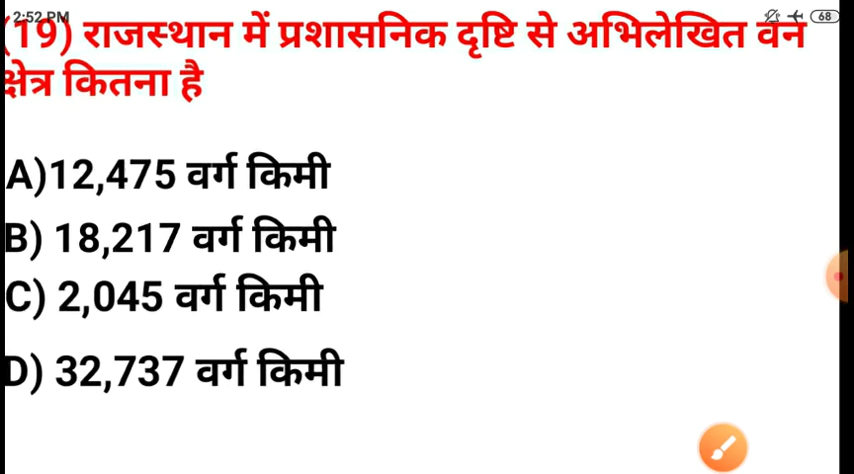 2:52 PM 68
(19) राजस्थान में प्रशासनिक दृष्टि से अभिलेखित वन
क्षेत्र कितना है
A)12,475 वर्ग किमी
B) 18,217 वर्ग किमी
C) 2,045 वर्ग किमी
D) 32,737 वर्ग किमी